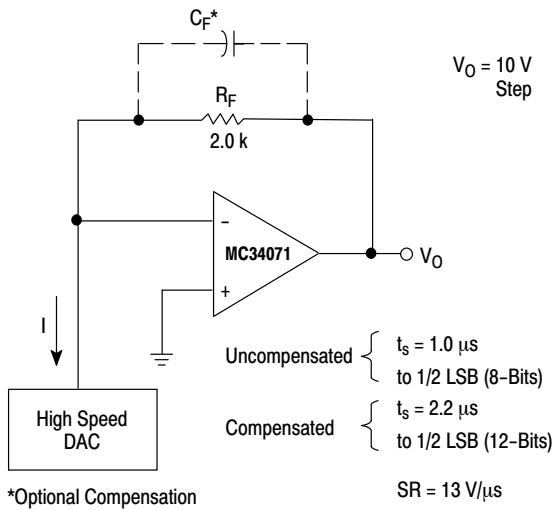 C_F*
V_O = 10 V
Step
R_F
2.0 k
–
MC34071
+
V_O
I
Uncompensated
t_s = 1.0 μs
to 1/2 LSB (8–Bits)
High Speed
DAC
Compensated
t_s = 2.2 μs
to 1/2 LSB (12–Bits)
*Optional Compensation
SR = 13 V/μs